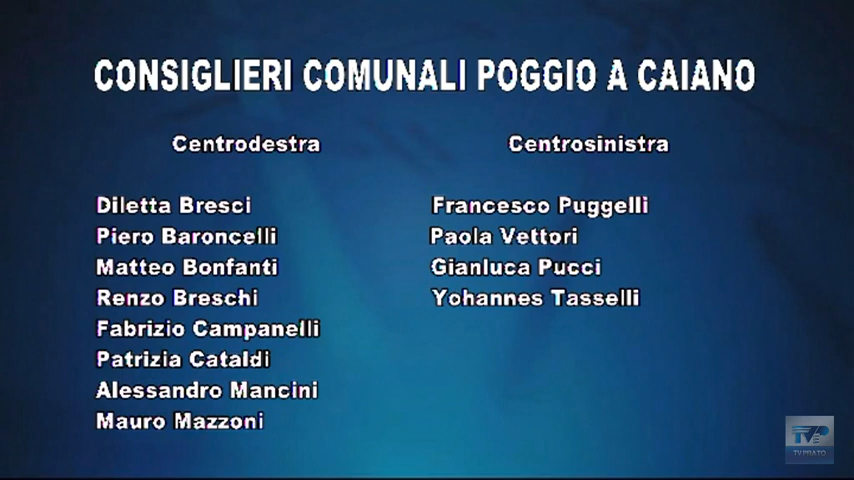 CONSIGLIERI COMUNALI POGGIO A CAIANO
Centrodestra
Diletta Bresci
Piero Baroncelli
Matteo Bonfanti
Renzo Breschi
Fabrizio Campanelli
Patrizia Cataldi
Alessandro Mancini
Mauro Mazzoni
Centrosinistra
Francesco Puggelli
Paola Vettori
Gianluca Pucci
Yohannes Tasselli
TVP
TV PRATO